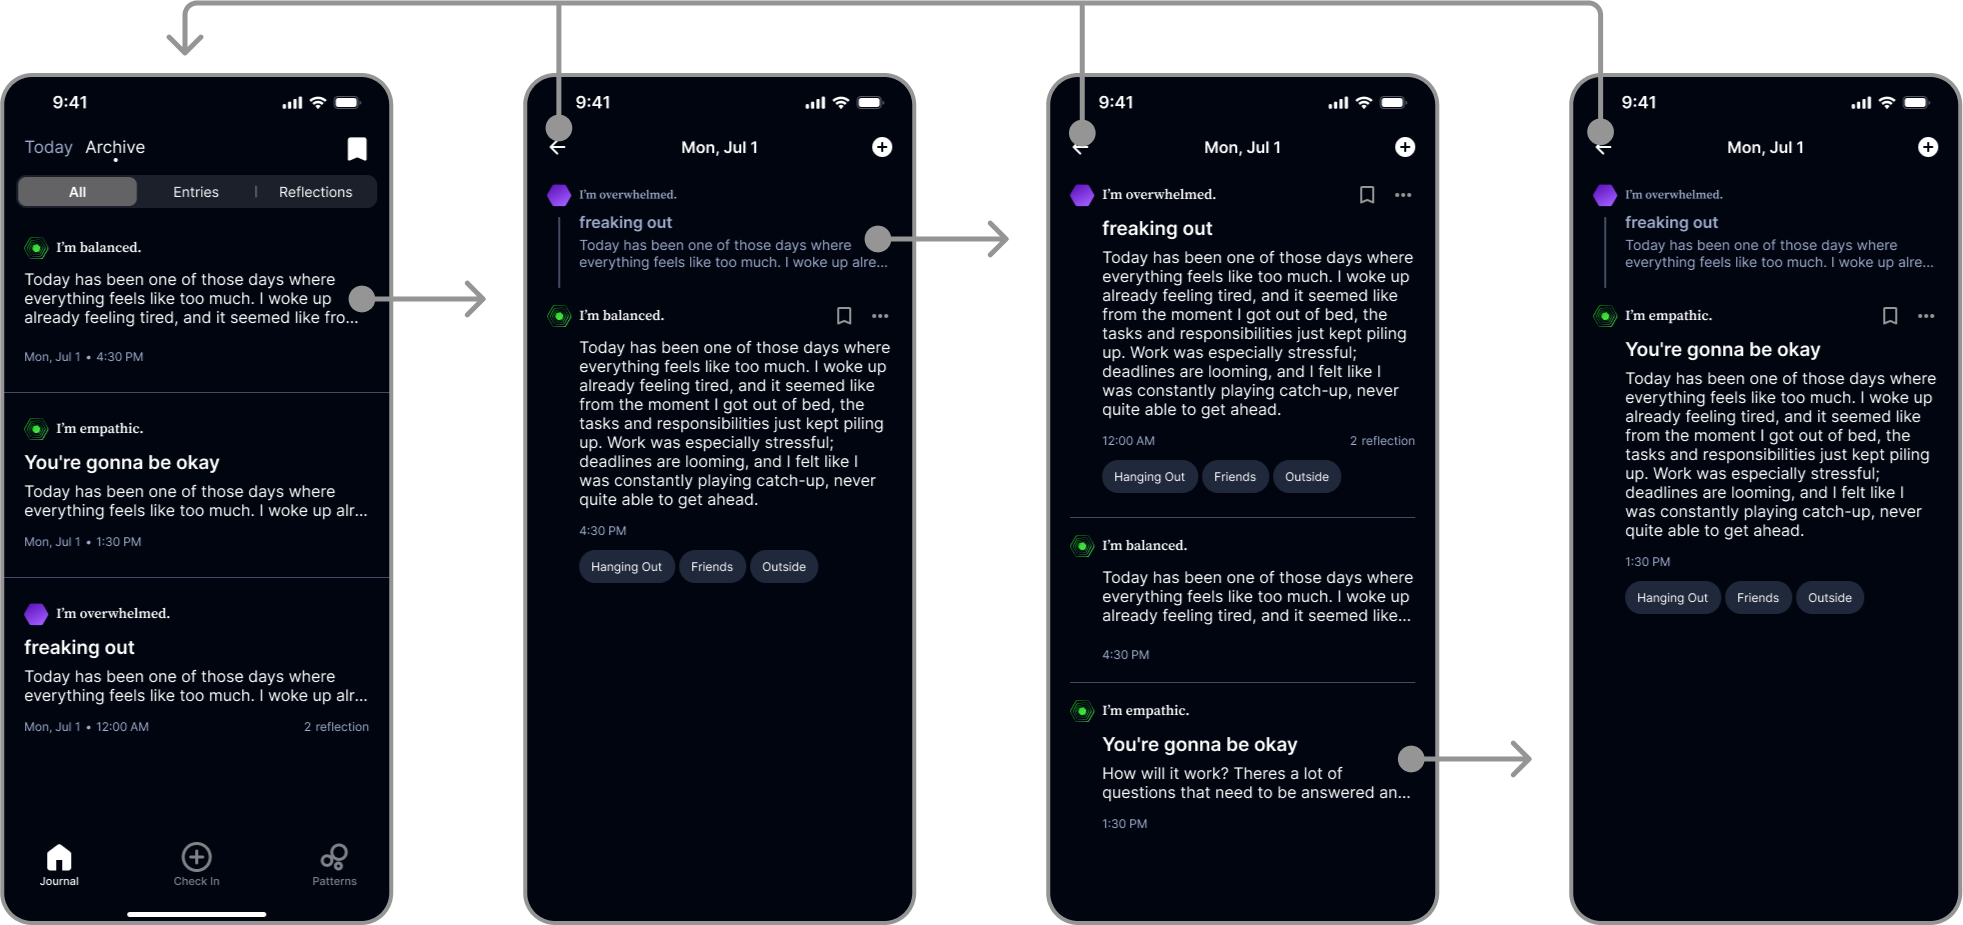 9:41
Today Archive
All Entries Reflections
I'm balanced.
Today has been one of those days where
everything feels like too much. I woke up
already feeling tired, and it seemed like fro...
Mon, Jul 1 • 4:30 PM
I'm empathic.
You're gonna be okay
Today has been one of those days where
everything feels like too much. I woke up alr...
Mon, Jul 1 • 1:30 PM
I'm overwhelmed.
freaking out
Today has been one of those days where
everything feels like too much. I woke up alr...
Mon, Jul 1 • 12:00 AM 2 reflection
Journal Check In Patterns
9:41
Mon, Jul 1
I'm overwhelmed.
freaking out
Today has been one of those days where
everything feels like too much. I woke up alre...
I'm balanced.
Today has been one of those days where
everything feels like too much. I woke up
already feeling tired, and it seemed like
from the moment I got out of bed, the
tasks and responsibilities just kept piling
up. Work was especially stressful;
deadlines are looming, and I felt like I
was constantly playing catch-up, never
quite able to get ahead.
4:30 PM
Hanging Out Friends Outside
9:41
Mon, Jul 1
I'm overwhelmed.
freaking out
Today has been one of those days where
everything feels like too much. I woke up
already feeling tired, and it seemed like
from the moment I got out of bed, the
tasks and responsibilities just kept piling
up. Work was especially stressful;
deadlines are looming, and I felt like I
was constantly playing catch-up, never
quite able to get ahead.
12:00 AM 2 reflection
Hanging Out Friends Outside
I'm balanced.
Today has been one of those days where
everything feels like too much. I woke up
already feeling tired, and it seemed like...
4:30 PM
I'm empathic.
You're gonna be okay
How will it work? Theres a lot of
questions that need to be answered an...
1:30 PM
9:41
Mon, Jul 1
I'm overwhelmed.
freaking out
Today has been one of those days where
everything feels like too much. I woke up alre...
I'm empathic.
You're gonna be okay
Today has been one of those days where
everything feels like too much. I woke up
already feeling tired, and it seemed like
from the moment I got out of bed, the
tasks and responsibilities just kept piling
up. Work was especially stressful;
deadlines are looming, and I felt like I
was constantly playing catch-up, never
quite able to get ahead.
1:30 PM
Hanging Out Friends Outside